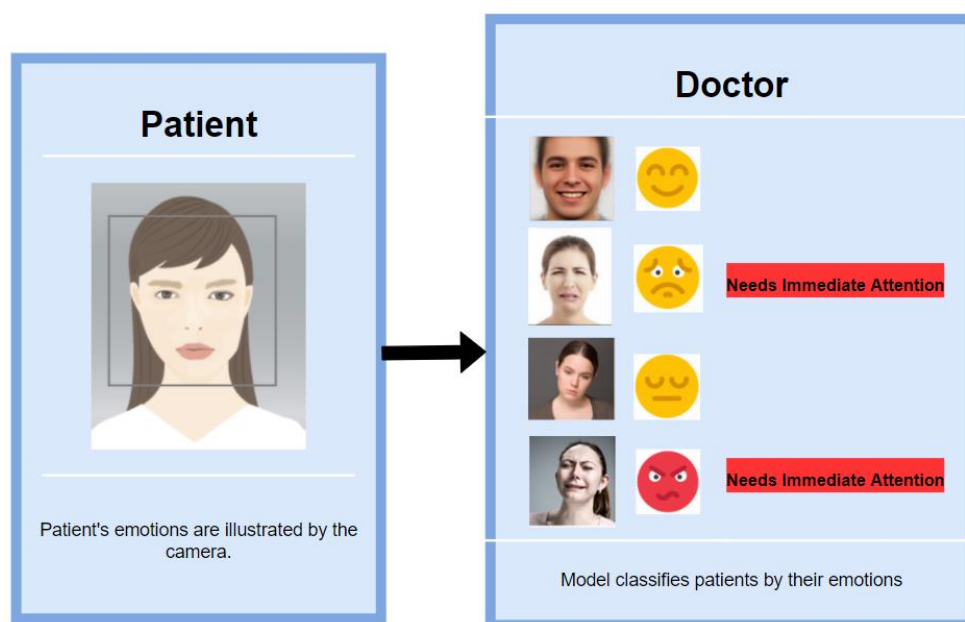 Patient
Patient's emotions are illustrated by the
camera.
Doctor
Needs Immediate Attention
Needs Immediate Attention
Model classifies patients by their emotions